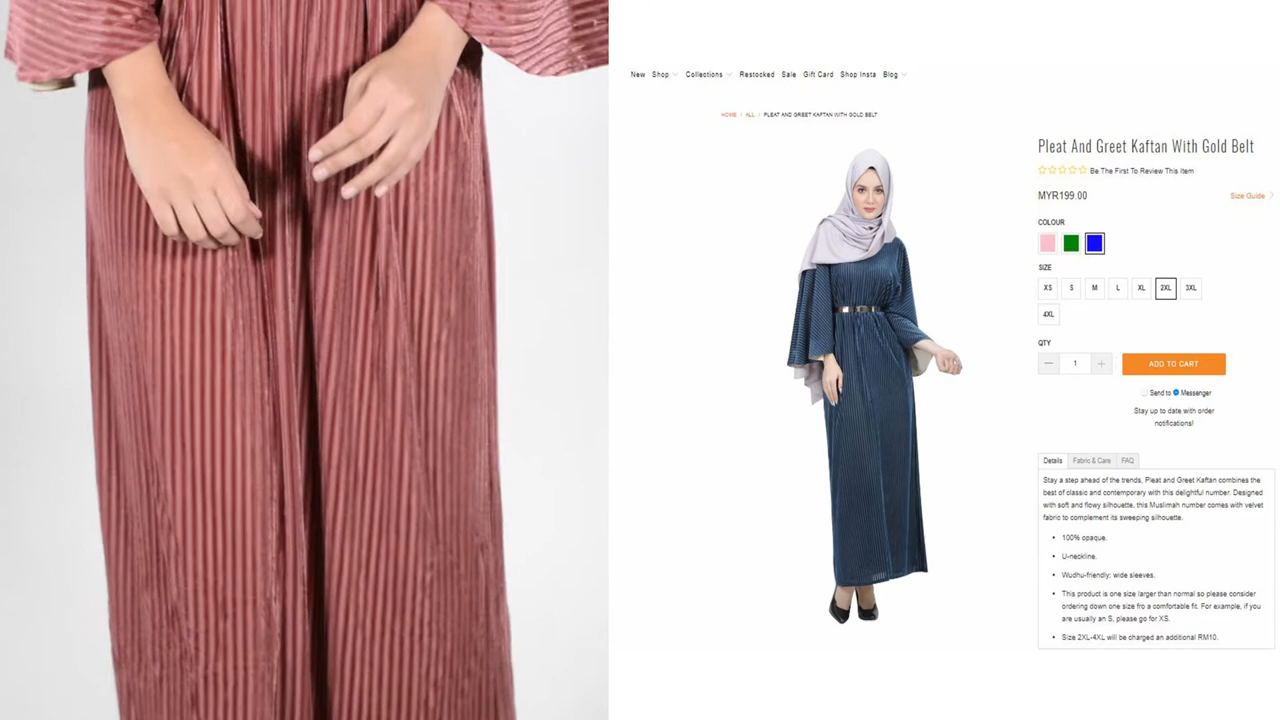 New Shop Collections Restocked Sale Gift Card Shop Insta Blog
HOME / ALL / PLEAT AND GREET KAFTAN WITH GOLD BELT
Pleat And Greet Kaftan With Gold Belt
Be The First To Review This Item
MYR199.00 Size Guide
COLOUR
SIZE
XS S M L XL 2XL 3XL
4XL
QTY
1 ADD TO CART
Send to Messenger
Stay up to date with order
notifications!
Details Fabric & Care FAQ
Stay a step ahead of the trends, Pleat and Greet Kaftan combines the
best of classic and contemporary with this delightful number. Designed
with soft and flowy silhouette, this Muslimah number comes with velvet
fabric to complement its sweeping silhouette.
• 100% opaque.
• U-neckline.
• Wudhu-friendly; wide sleeves.
• This product is one size larger than normal so please consider
ordering down one size fro a comfortable fit. For example, if you
are usually an S, please go for XS.
• Size 2XL-4XL will be charged an additional RM10.